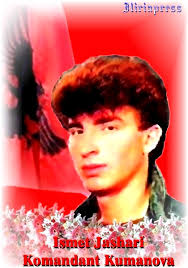 Ilirinpress
Ismet Jashari
Komandant Kumanova